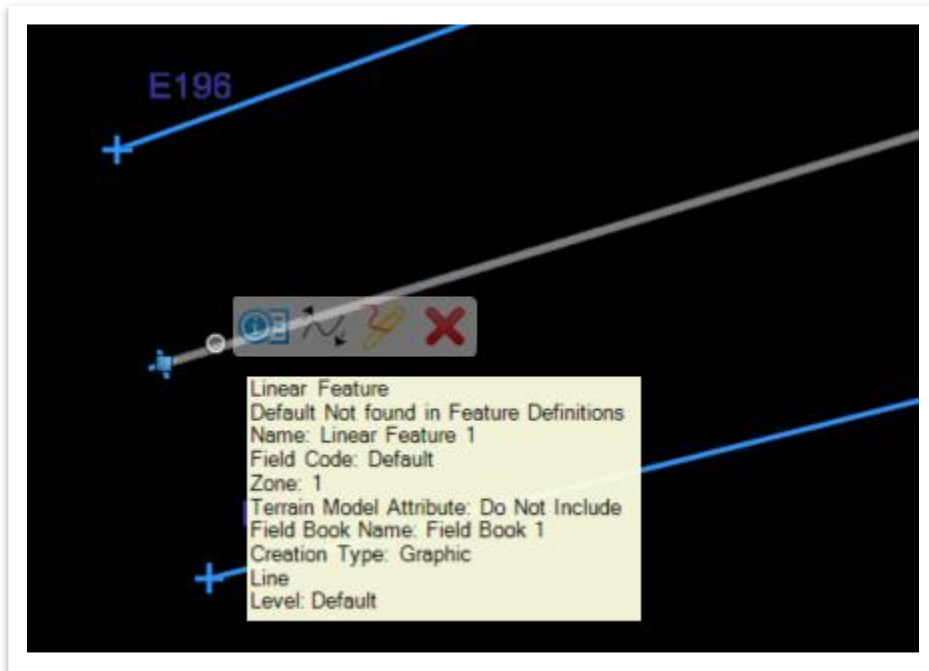 E196
Linear Feature
Default Not found in Feature Definitions
Name: Linear Feature 1
Field Code: Default
Zone: 1
Terrain Model Attribute: Do Not Include
Field Book Name: Field Book 1
Creation Type: Graphic
Line
Level: Default